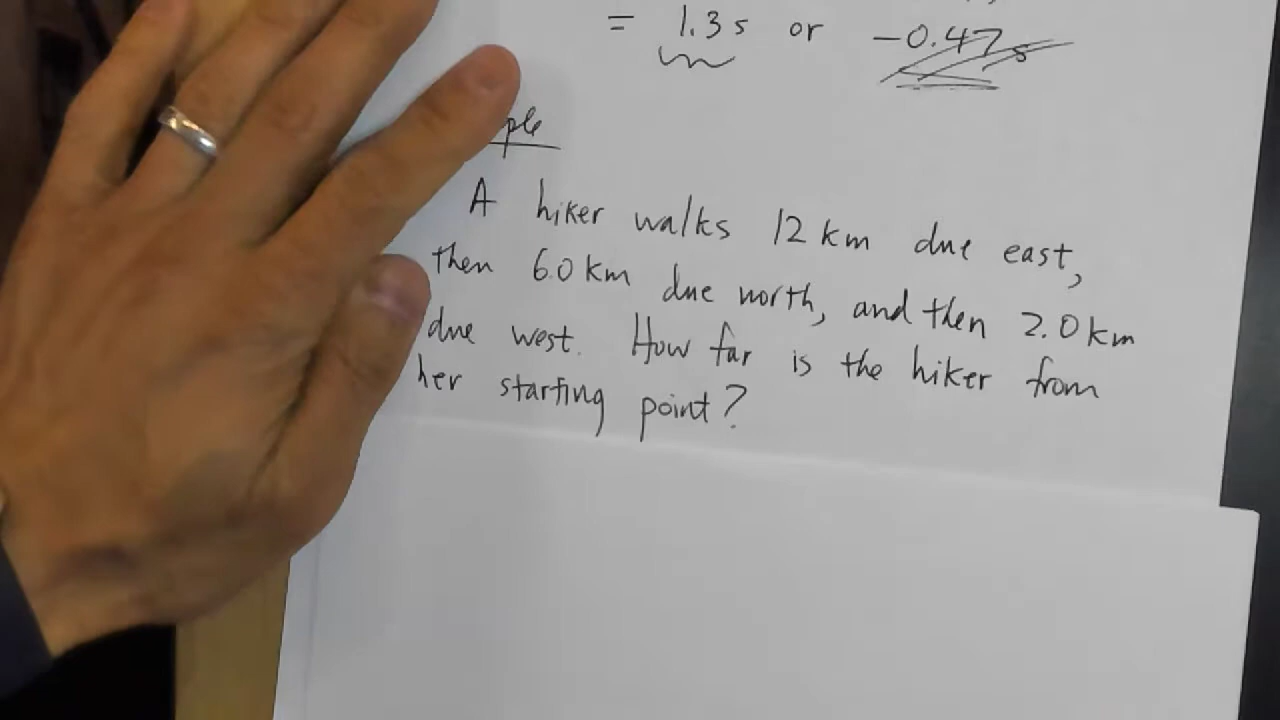 = 1.3 s or −0.47 s
ple
A hiker walks 12 km due east,
then 6.0 km due north, and then 2.0 km
due west. How far is the hiker from
her starting point?